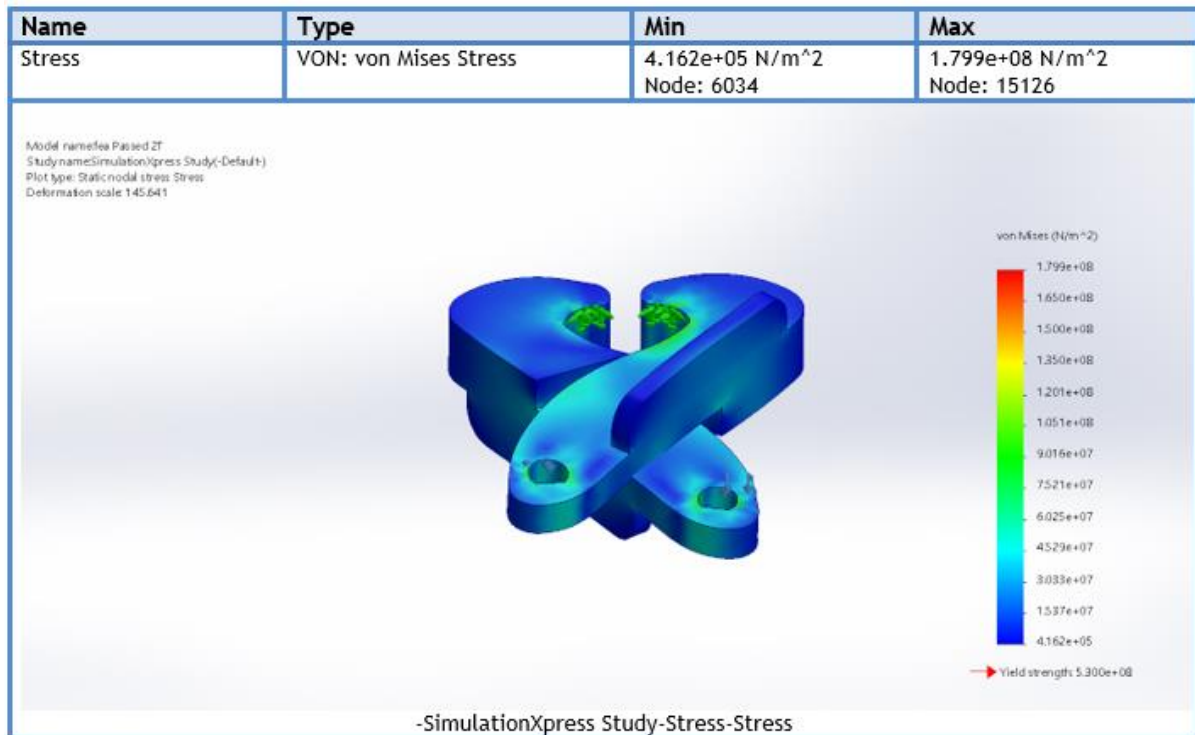 Name Type Min Max
Stress VON: von Mises Stress 4.162e+05 N/m^2 1.799e+08 N/m^2
Node: 6034 Node: 15126
Model name:fea Passed 2T
Study name:SimulationXpress Study(-Default-)
Plot type: Static nodal stress Stress
Deformation scale: 145.641
von Mises (N/m^2)
1.799e+08
1.650e+08
1.500e+08
1.350e+08
1.201e+08
1.051e+08
9.016e+07
7.521e+07
6.025e+07
4.529e+07
3.033e+07
1.537e+07
4.162e+05
Yield strength: 5.300e+08
-SimulationXpress Study-Stress-Stress